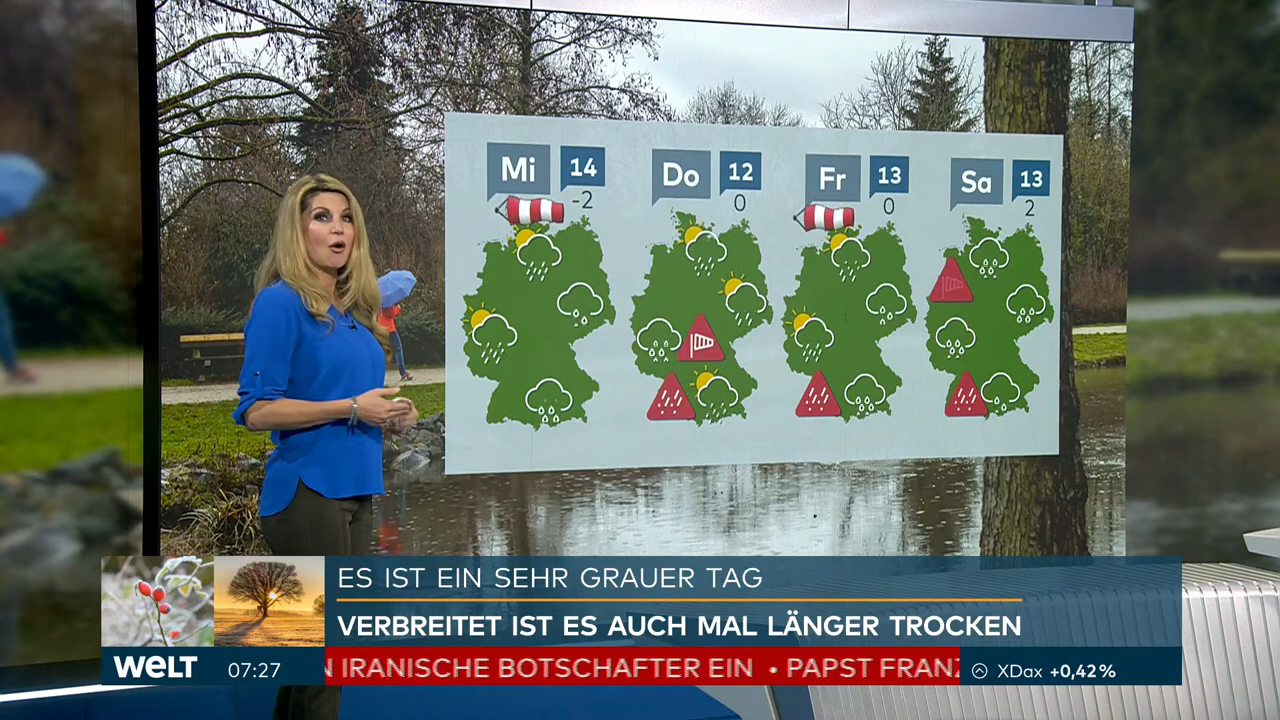 Mi 14
-2
Do 12
0
Fr 13
0
Sa 13
2
ES IST EIN SEHR GRAUER TAG
VERBREITET IST ES AUCH MAL LÄNGER TROCKEN
welt 07:27 IRANISCHE BOTSCHAFTER EIN • PAPST XDax +0,42%